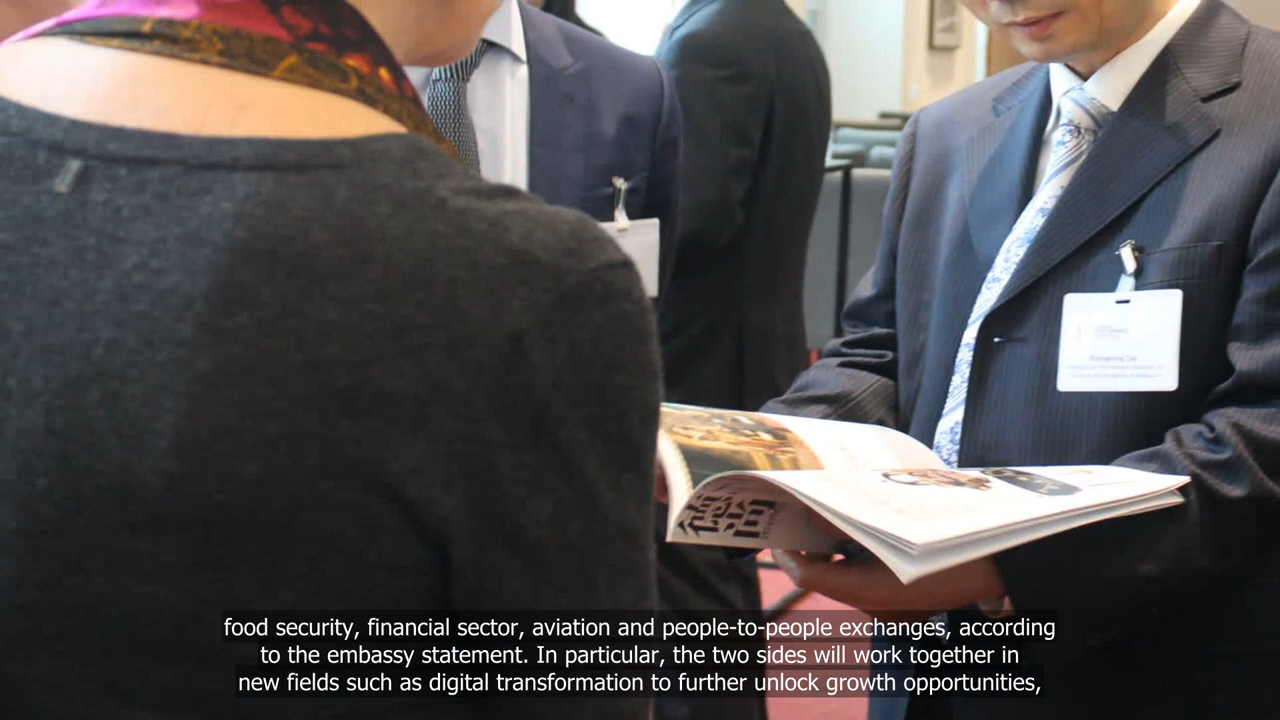 尚
food security, financial sector, aviation and people-to-people exchanges, according
to the embassy statement. In particular, the two sides will work together in
new fields such as digital transformation to further unlock growth opportunities,